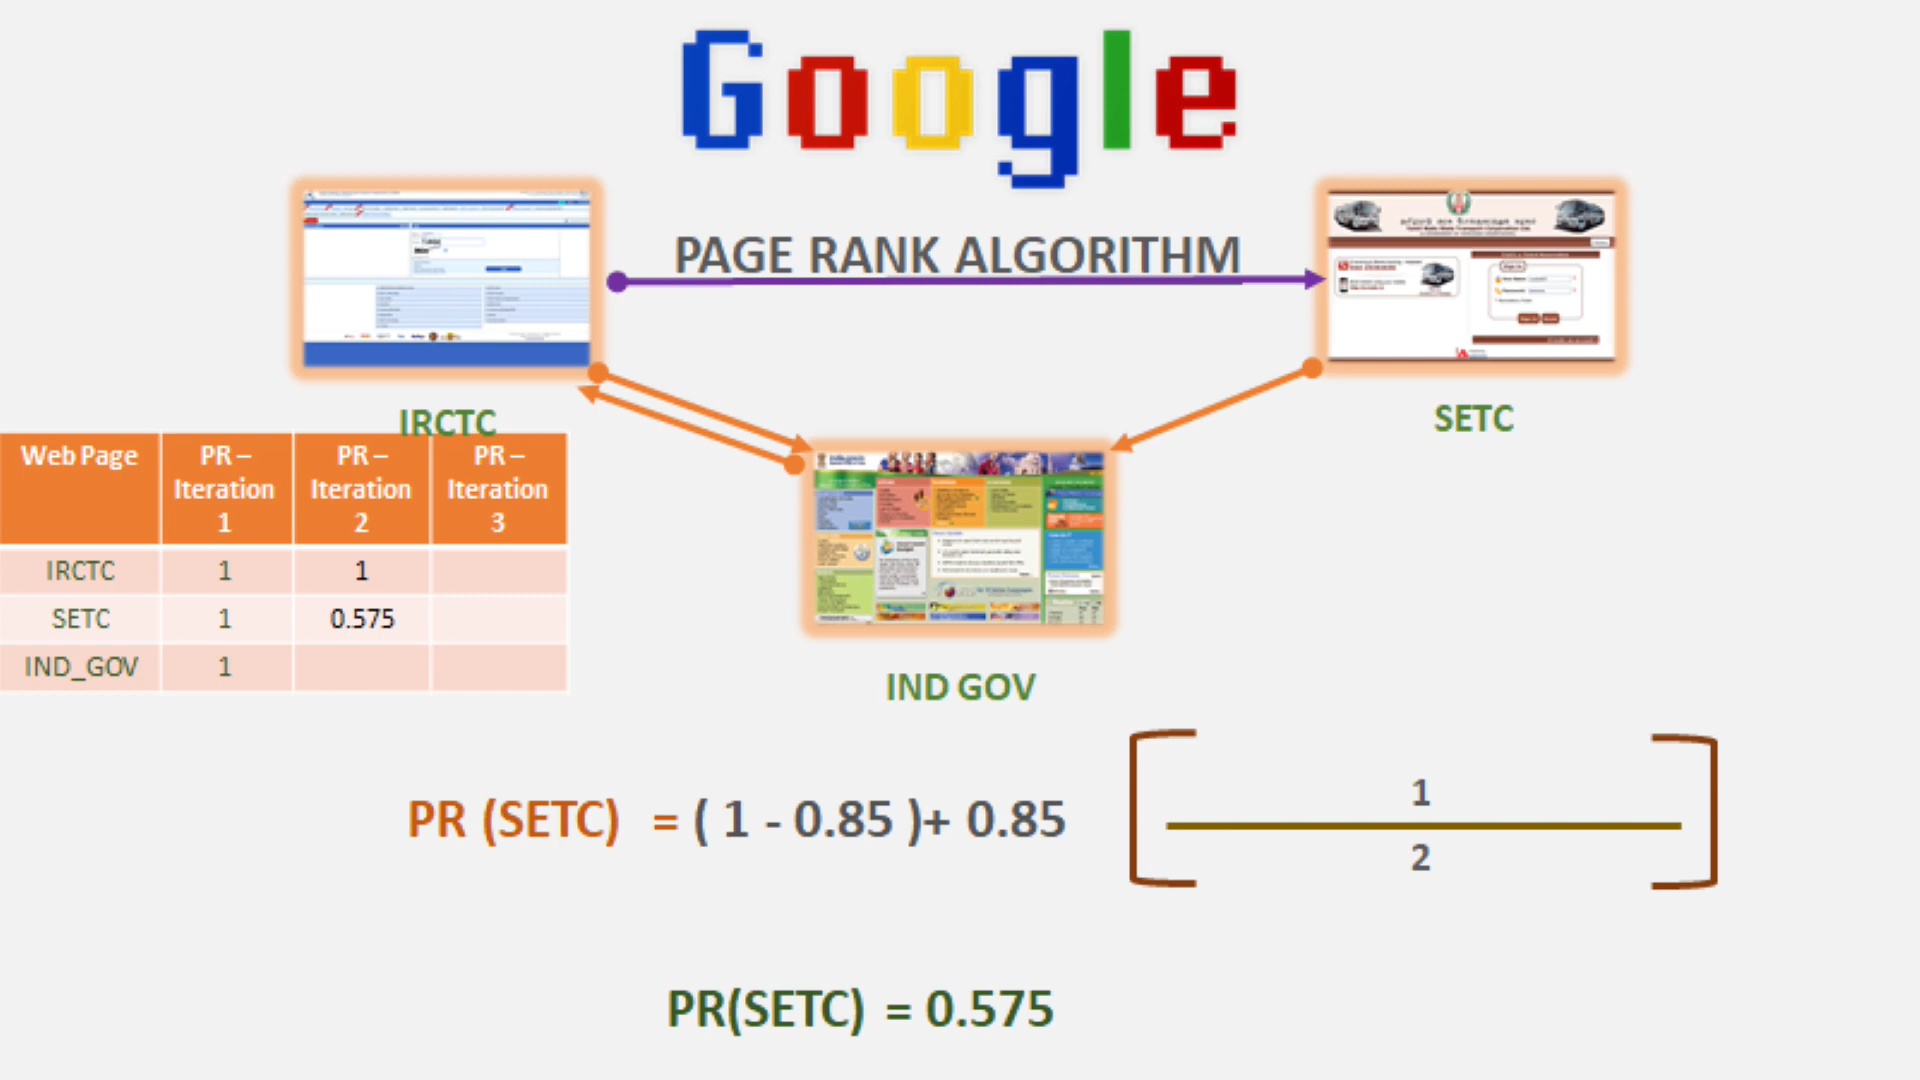 Google
PAGE RANK ALGORITHM
IRCTC
SETC
Web Page PR – Iteration 1 PR – Iteration 2 PR – Iteration 3
IRCTC 1 1
SETC 1 0.575
IND_GOV 1
IND GOV
PR (SETC) = ( 1 - 0.85 )+ 0.85
1
2
PR(SETC) = 0.575